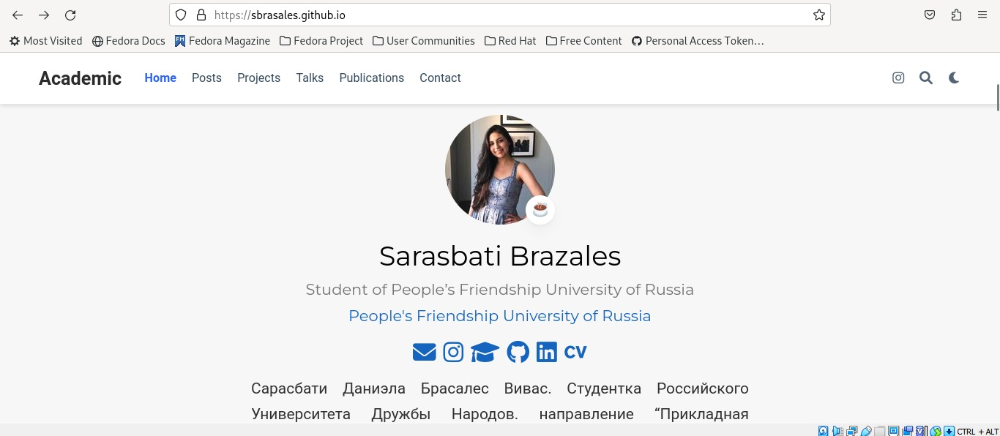 https://sbrasales.github.io
Most Visited Fedora Docs Fedora Magazine Fedora Project User Communities Red Hat Free Content Personal Access Token…
Academic Home Posts Projects Talks Publications Contact
Sarasbati Brazales
Student of People’s Friendship University of Russia
People's Friendship University of Russia
CV
Сарасбати Даниэла Брасалес Вивас. Студентка Российского
Университета Дружбы Народов. направление “Прикладная
CTRL + ALT